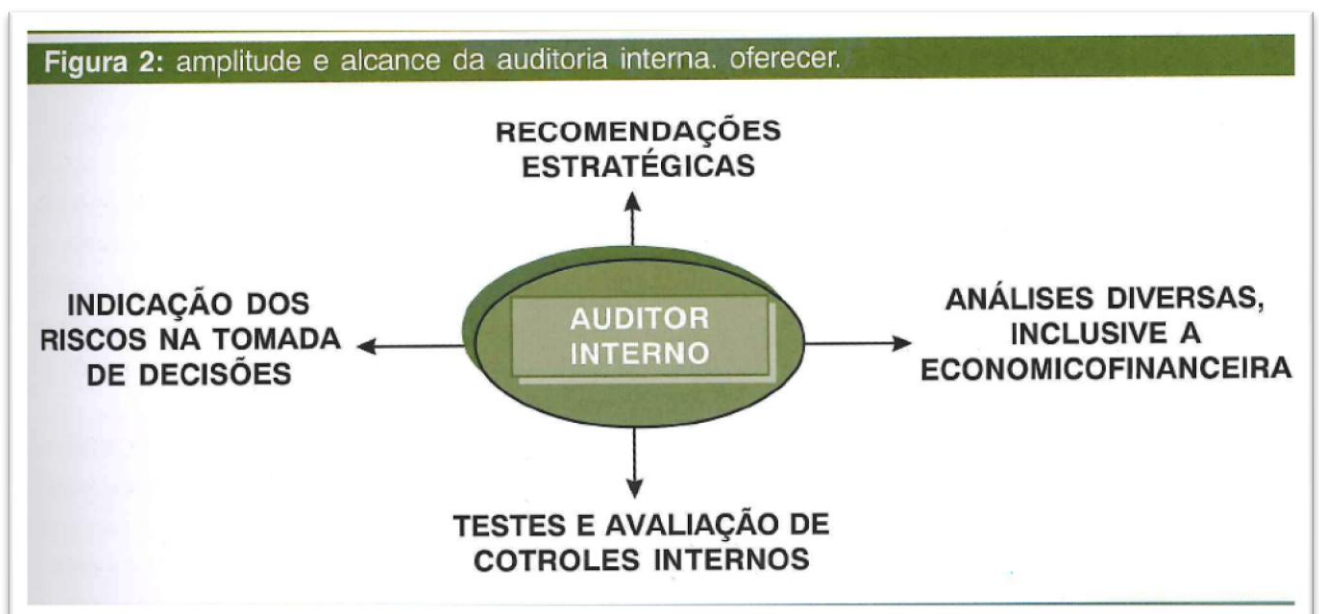 Figura 2: amplitude e alcance da auditoria interna. oferecer.
RECOMENDAÇÕES
ESTRATÉGICAS
INDICAÇÃO DOS
RISCOS NA TOMADA
DE DECISÕES
AUDITOR
INTERNO
ANÁLISES DIVERSAS,
INCLUSIVE A
ECONOMICOFINANCEIRA
TESTES E AVALIAÇÃO DE
COTROLES INTERNOS